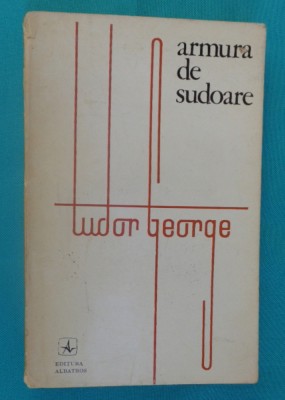 armura
de
sudoare
tudor george
EDITURA
ALBATROS